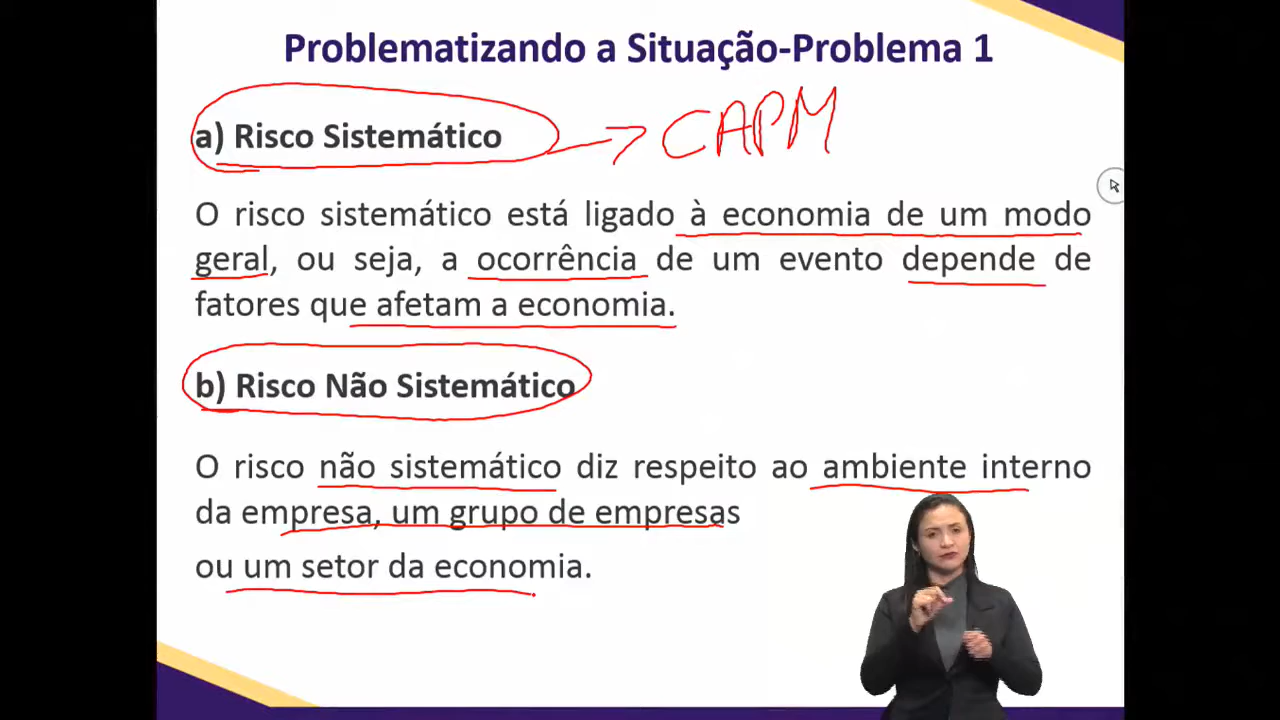 Problematizando a Situação-Problema 1
a) Risco Sistemático CAPM
O risco sistemático está ligado à economia de um modo
geral, ou seja, a ocorrência de um evento depende de
fatores que afetam a economia.
b) Risco Não Sistemático
O risco não sistemático diz respeito ao ambiente interno
da empresa, um grupo de empresas
ou um setor da economia.